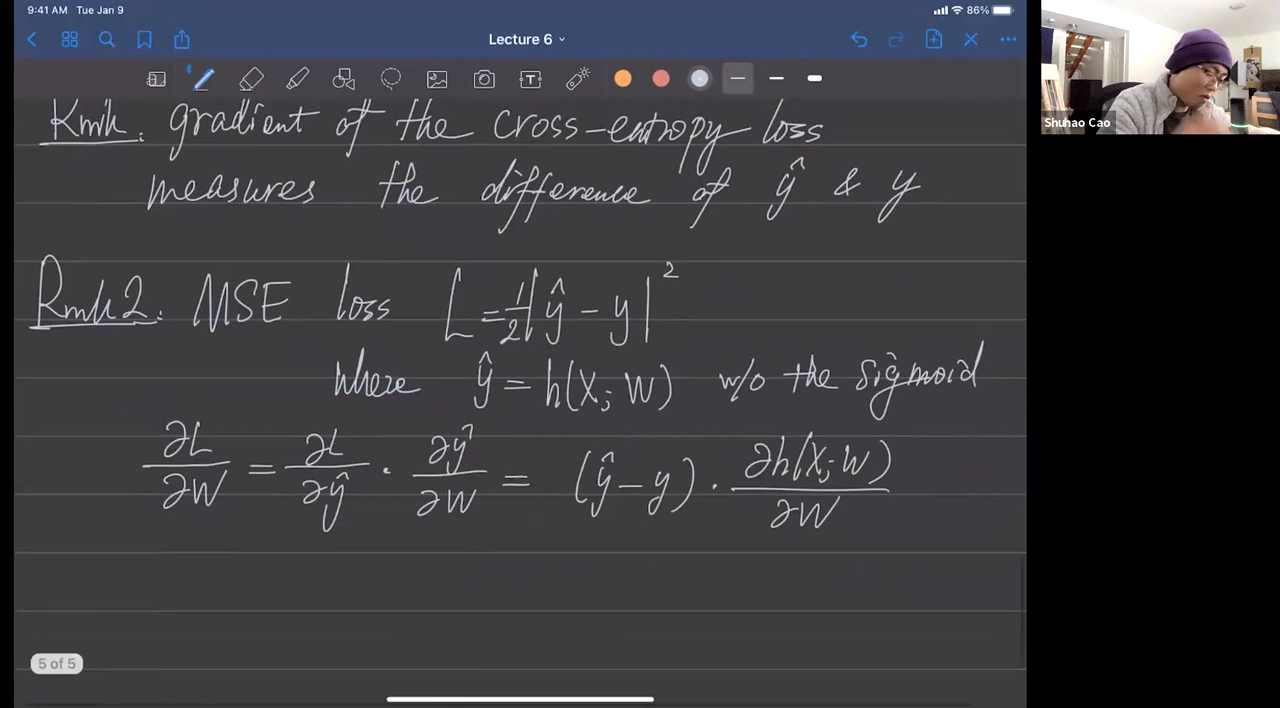 9:41 AM Tue Jan 9
86%
Lecture 6
Shuhao Cao
Rmk: gradient of the cross-entropy loss
measures the difference of ŷ & y
Rmk2: MSE loss L = 1/2 |ŷ - y|²
where ŷ = h(X; W) w/o the sigmoid
∂L/∂W = ∂L/∂ŷ · ∂ŷ/∂W = (ŷ - y) · ∂h(X; W)/∂W
5 of 5